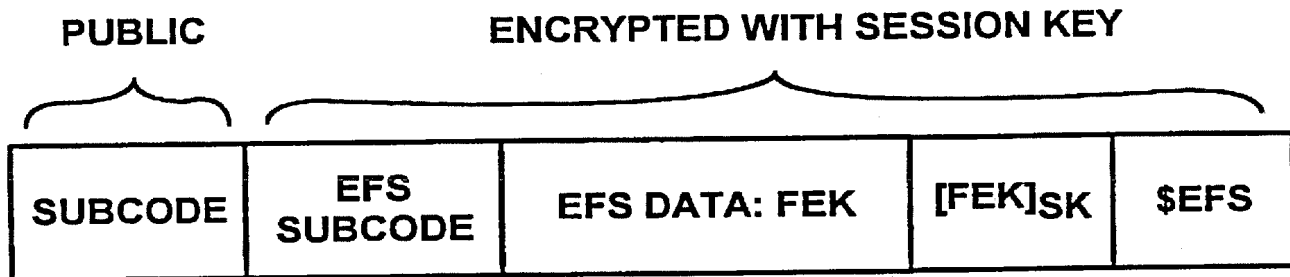 PUBLIC
ENCRYPTED WITH SESSION KEY
SUBCODE
EFS
SUBCODE
EFS DATA: FEK
[FEK]SK
$EFS